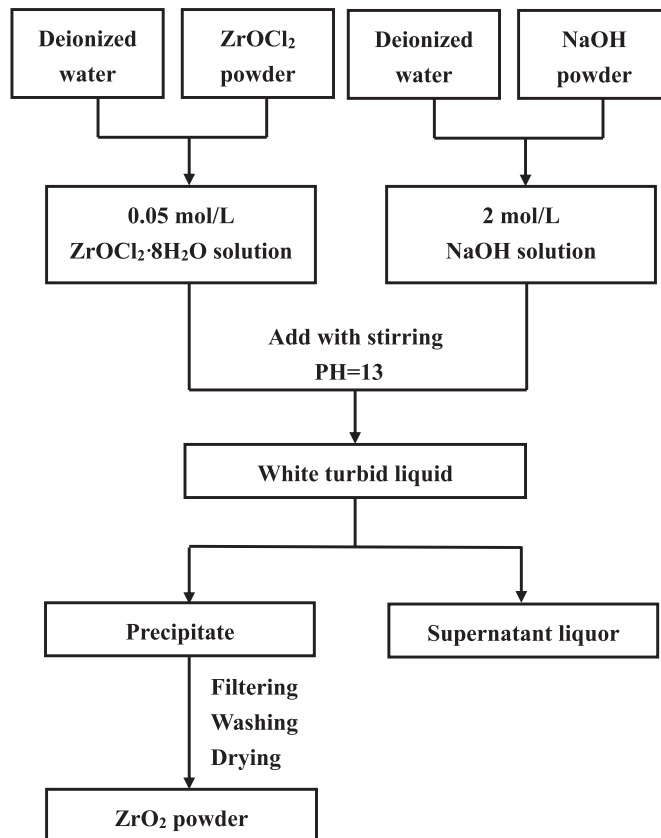 Deionized
water
ZrOCl₂
powder
Deionized
water
NaOH
powder
0.05 mol/L
ZrOCl₂·8H₂O solution
2 mol/L
NaOH solution
Add with stirring
PH=13
White turbid liquid
Precipitate
Supernatant liquor
Filtering
Washing
Drying
ZrO₂ powder